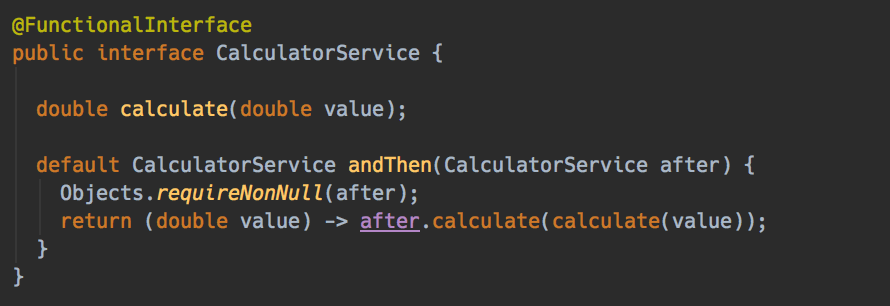 @FunctionalInterface
public interface CalculatorService {
double calculate(double value);
default CalculatorService andThen(CalculatorService after) {
Objects.requireNonNull(after);
return (double value) -> after.calculate(calculate(value));
}
}